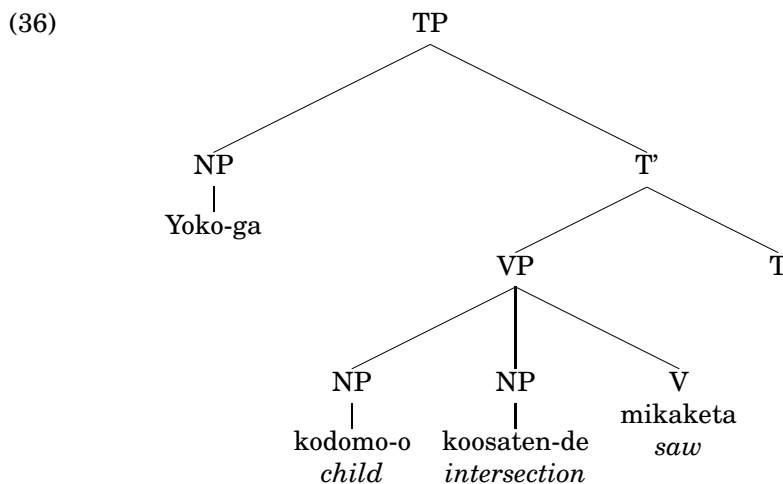 (36)
TP
NP T'
Yoko-ga
VP T
NP NP V
kodomo-o koosaten-de mikaketa
child intersection saw